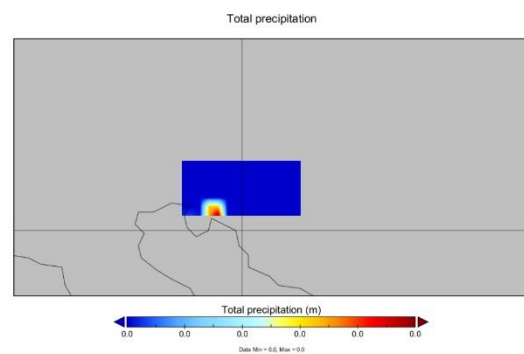 Total precipitation
Total precipitation (m)
0.0 0.0 0.0 0.0 0.0 0.0 0.0
Data Min = 0.0, Max = 0.0